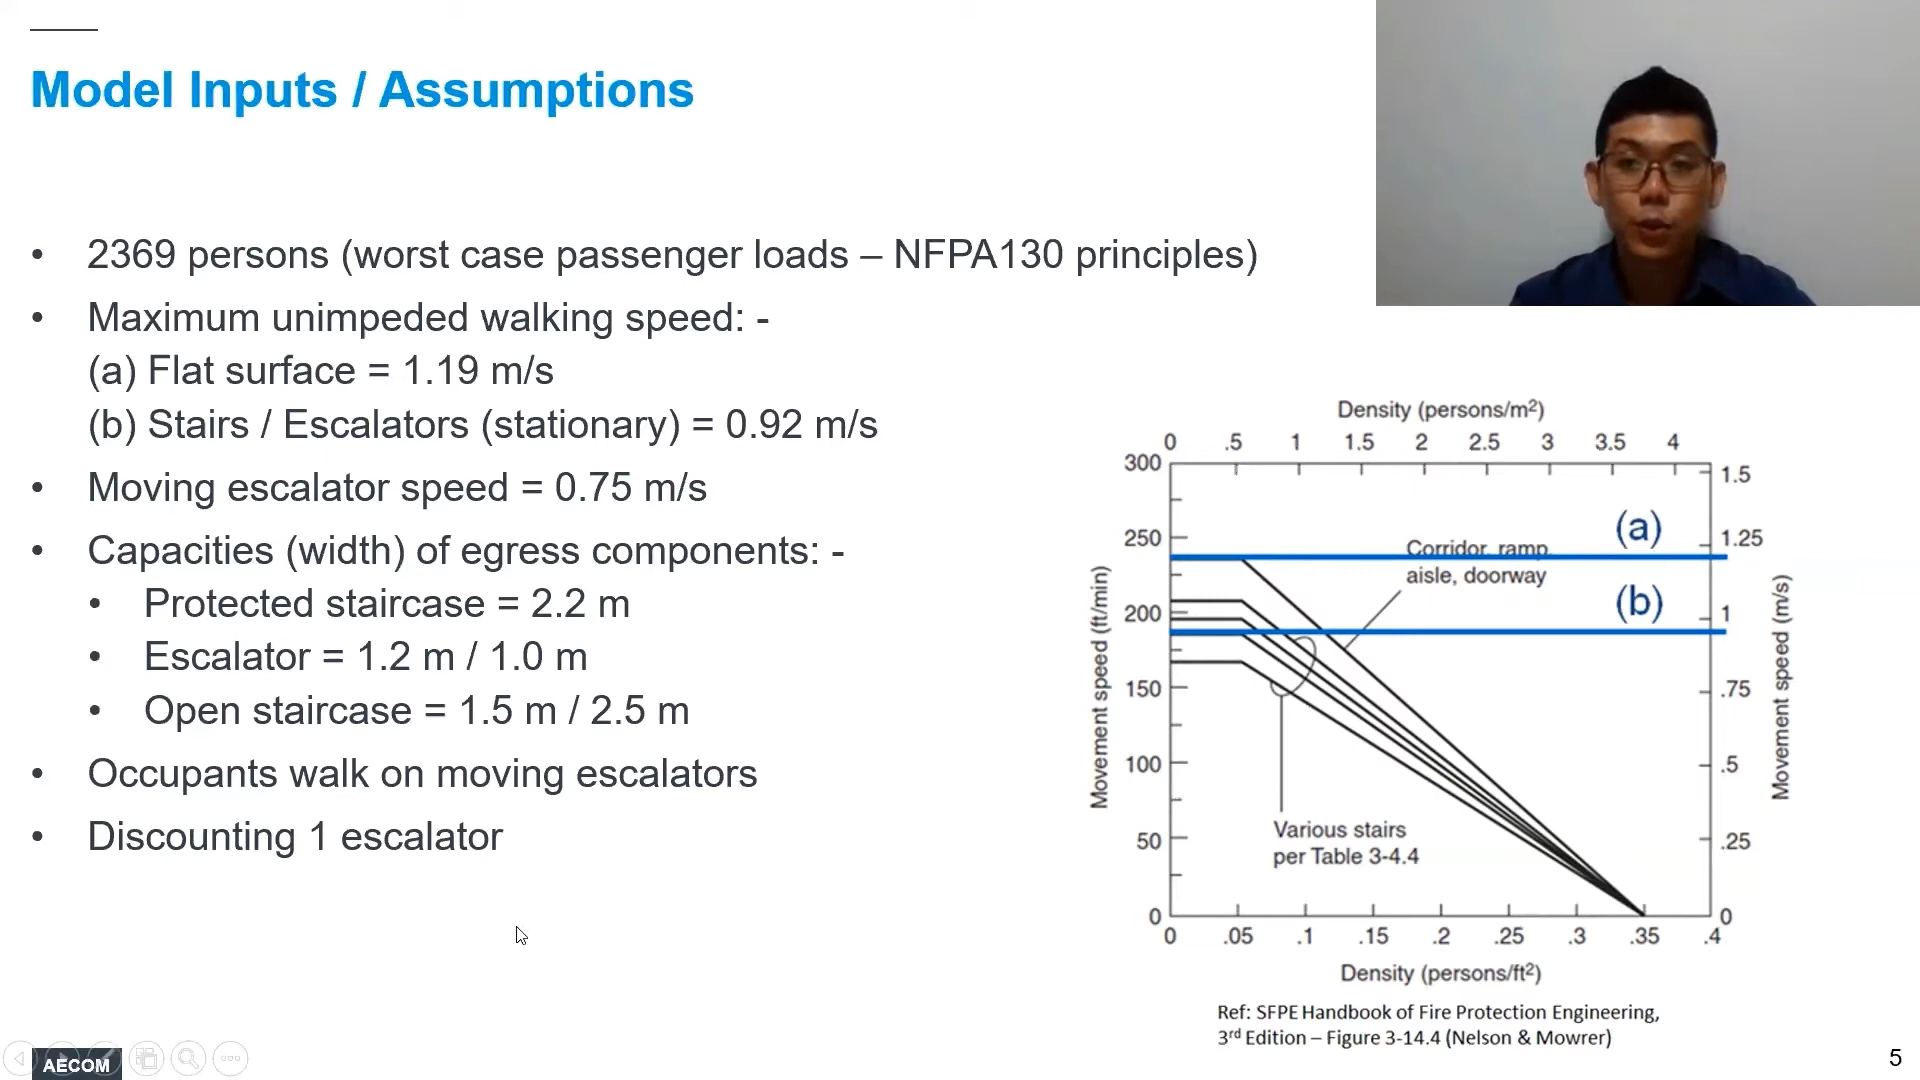 Model Inputs / Assumptions
• 2369 persons (worst case passenger loads – NFPA130 principles)
• Maximum unimpeded walking speed: -
(a) Flat surface = 1.19 m/s
(b) Stairs / Escalators (stationary) = 0.92 m/s
• Moving escalator speed = 0.75 m/s
• Capacities (width) of egress components: -
• Protected staircase = 2.2 m
• Escalator = 1.2 m / 1.0 m
• Open staircase = 1.5 m / 2.5 m
• Occupants walk on moving escalators
• Discounting 1 escalator
Density (persons/m²)
0 .5 1 1.5 2 2.5 3 3.5 4
300
250
200
150
100
50
0
Movement speed (ft/min)
1.5
1.25
1
.75
.5
.25
0
Movement speed (m/s)
(a)
(b)
Corridor, ramp,
aisle, doorway
Various stairs
per Table 3-4.4
0 .05 .1 .15 .2 .25 .3 .35 .4
Density (persons/ft²)
Ref: SFPE Handbook of Fire Protection Engineering,
3rd Edition – Figure 3-14.4 (Nelson & Mowrer)
AECOM
5